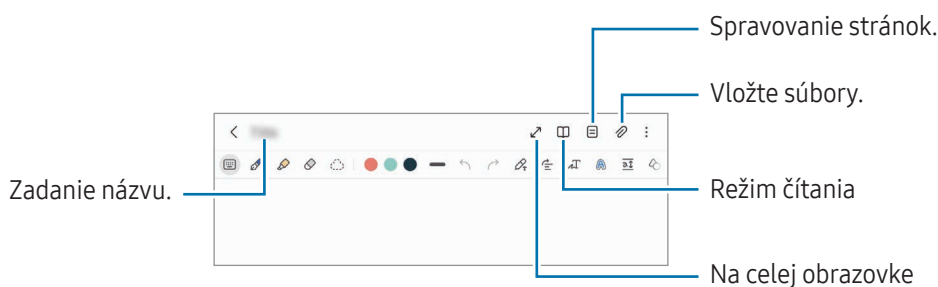 Spravovanie stránok.
Vložte súbory.
Zadanie názvu.
Režim čítania
Na celej obrazovke